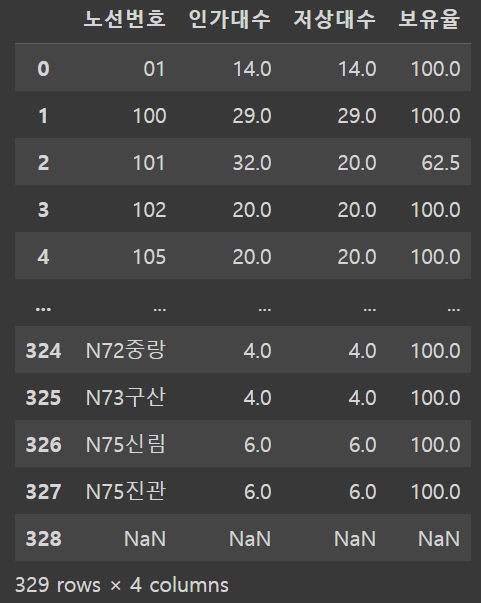 노선번호 인가대수 저상대수 보유율
0 01 14.0 14.0 100.0
1 100 29.0 29.0 100.0
2 101 32.0 20.0 62.5
3 102 20.0 20.0 100.0
4 105 20.0 20.0 100.0
... ... ... ... ...
324 N72중랑 4.0 4.0 100.0
325 N73구산 4.0 4.0 100.0
326 N75신림 6.0 6.0 100.0
327 N75진관 6.0 6.0 100.0
328 NaN NaN NaN NaN
329 rows × 4 columns